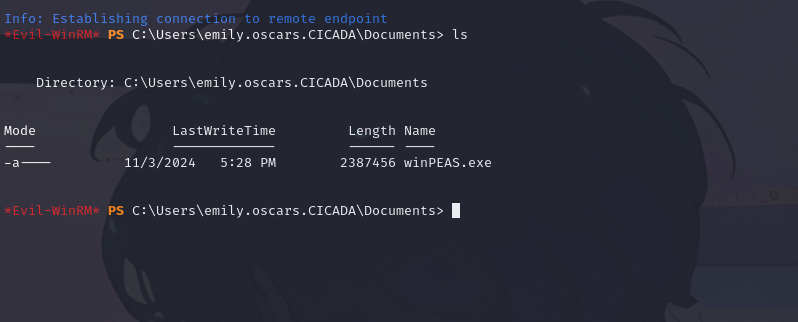 Info: Establishing connection to remote endpoint
*Evil-WinRM* PS C:\Users\emily.oscars.CICADA\Documents> ls
Directory: C:\Users\emily.oscars.CICADA\Documents
Mode                 LastWriteTime         Length Name
----                 -------------         ------ ----
-a----         11/3/2024   5:28 PM        2387456 winPEAS.exe
*Evil-WinRM* PS C:\Users\emily.oscars.CICADA\Documents>